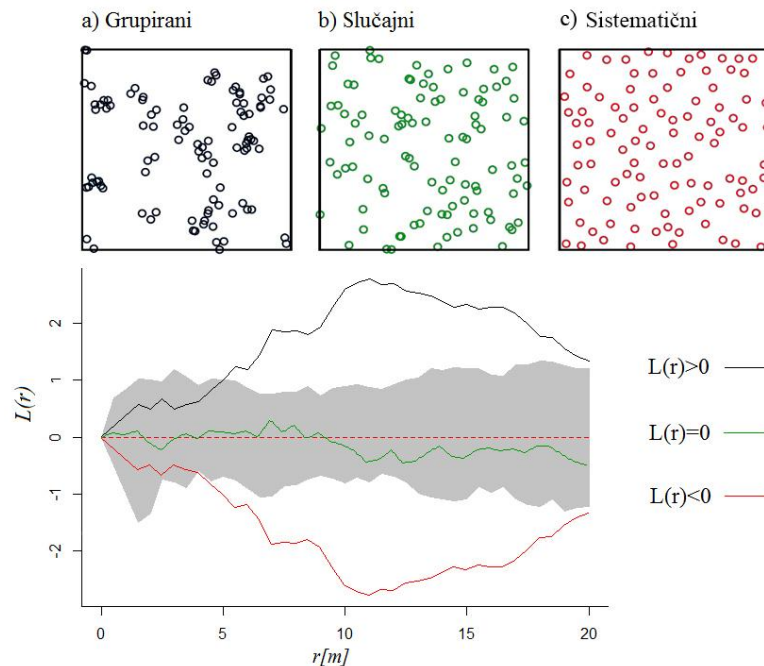 a) Grupirani
b) Slučajni
c) Sistematični
2
1
0
-1
-2
L(r)
L(r)>0
L(r)=0
L(r)<0
0
5
10
15
20
r[m]